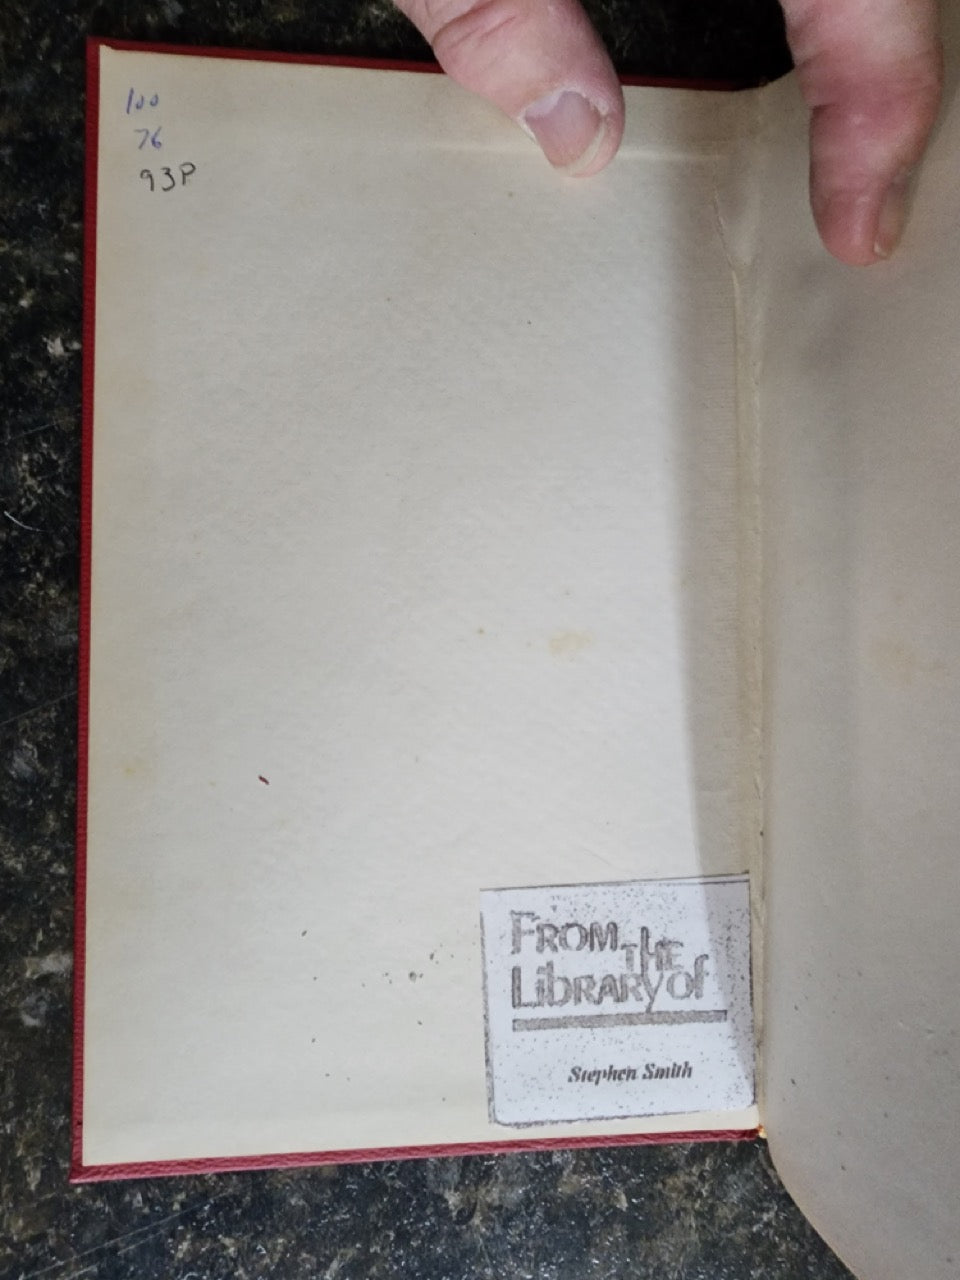 100
76
93P
FROM THE
LIBRARY of
Stephen Smith